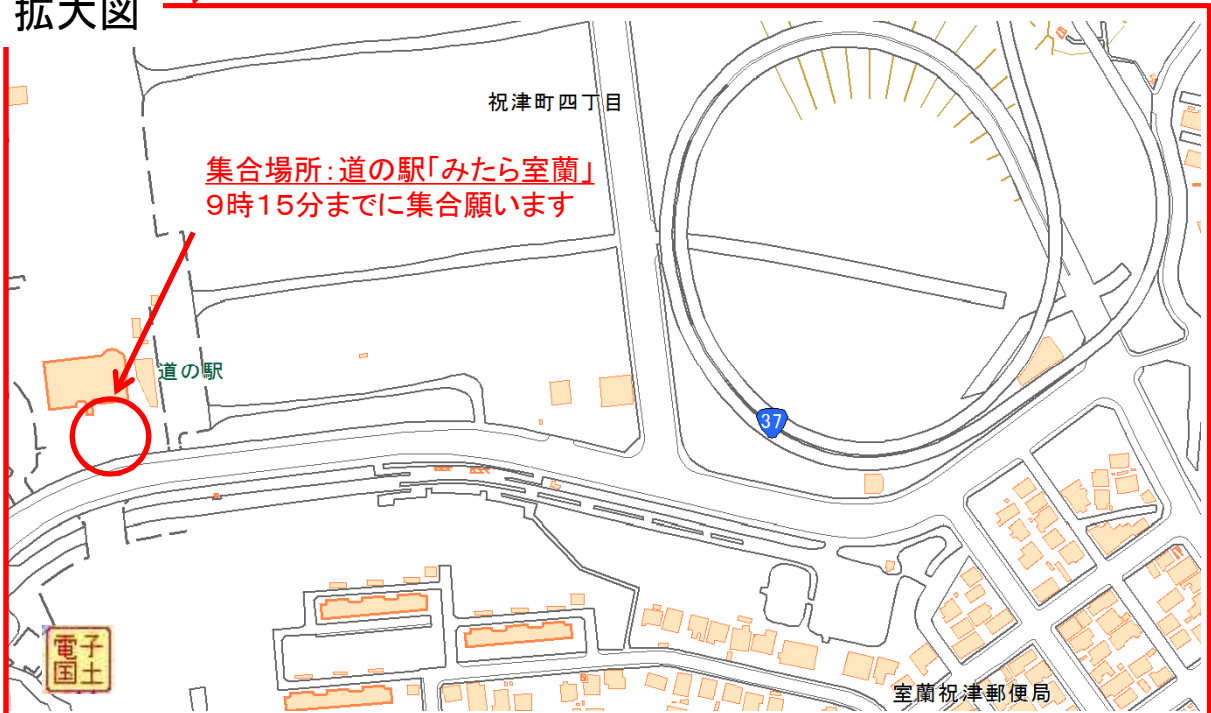 拡大図
祝津町四丁目
集合場所：道の駅「みたら室蘭」
９時１５分までに集合願います
道の駅
37
電子
国土
室蘭祝津郵便局